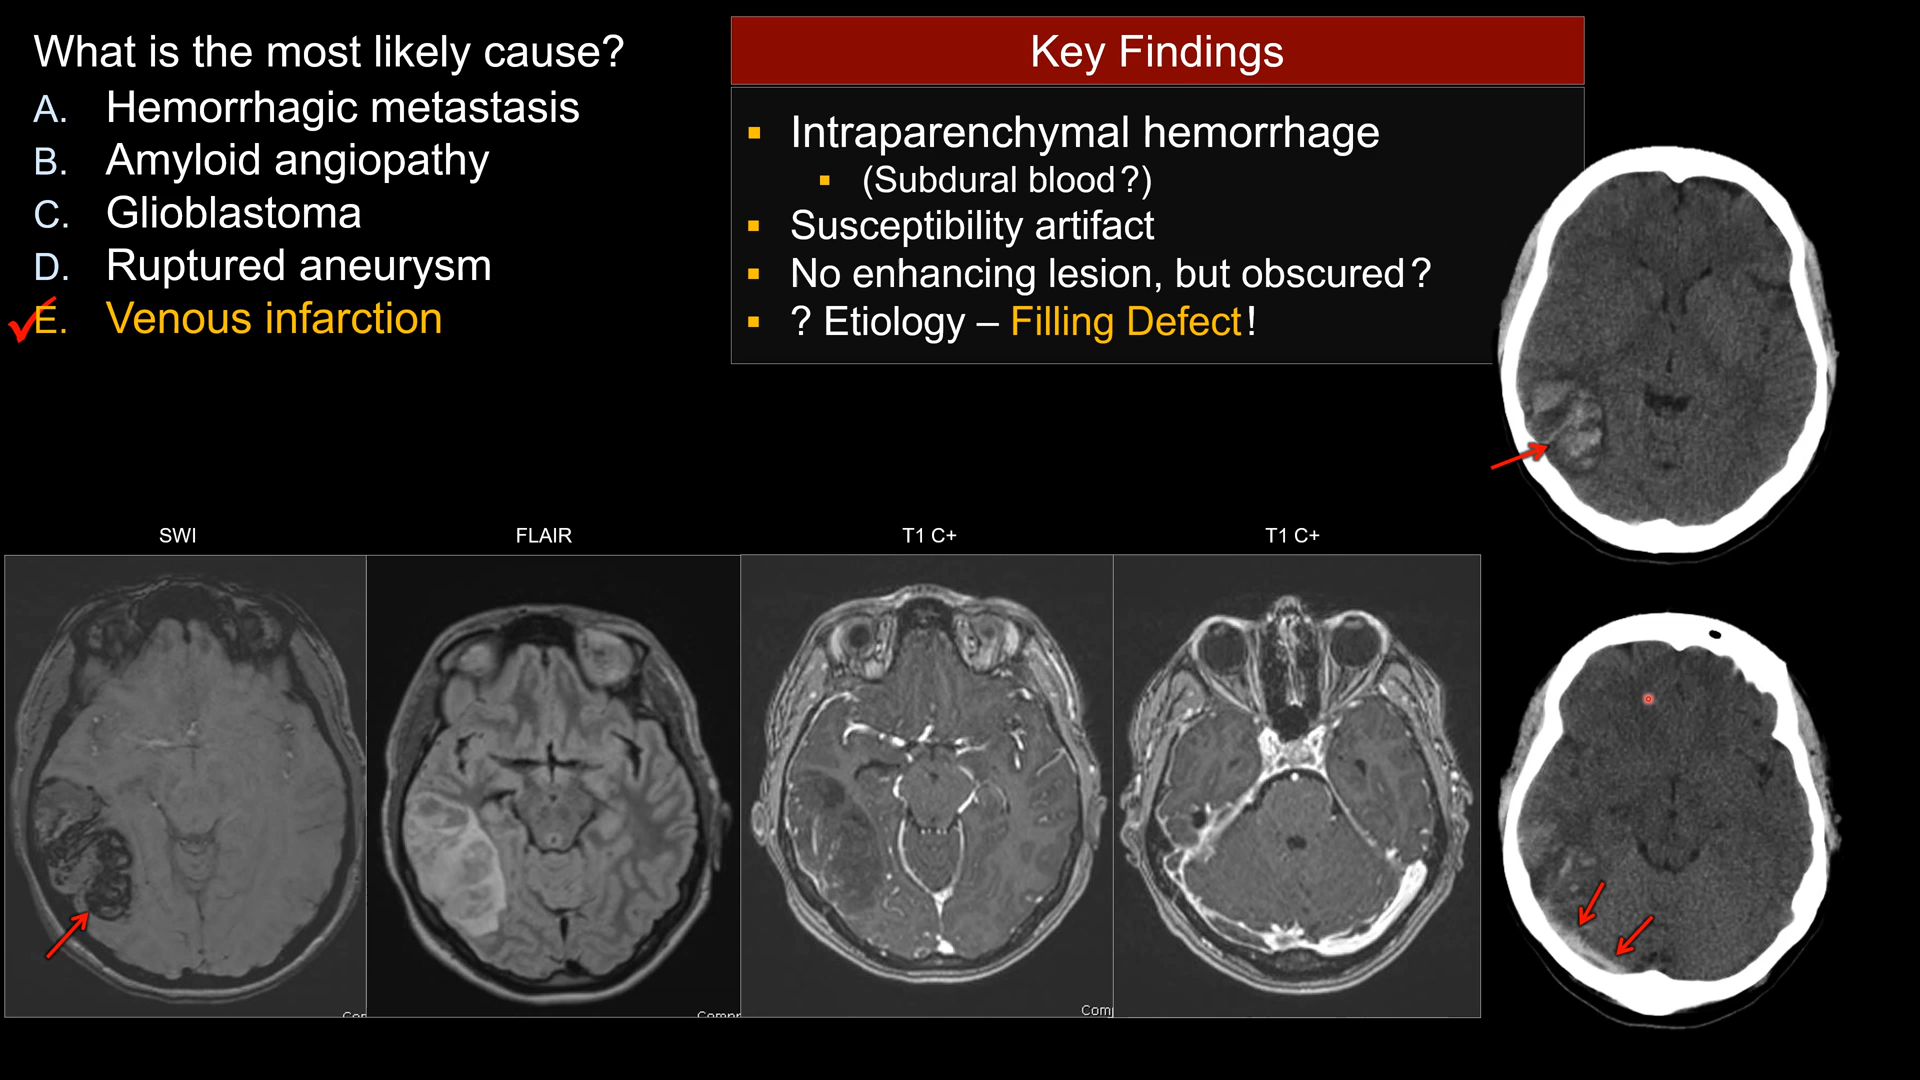 What is the most likely cause?
A. Hemorrhagic metastasis
B. Amyloid angiopathy
C. Glioblastoma
D. Ruptured aneurysm
E. Venous infarction
Key Findings
Intraparenchymal hemorrhage
(Subdural blood?)
Susceptibility artifact
No enhancing lesion, but obscured?
? Etiology – Filling Defect!
SWI
FLAIR
T1 C+
T1 C+